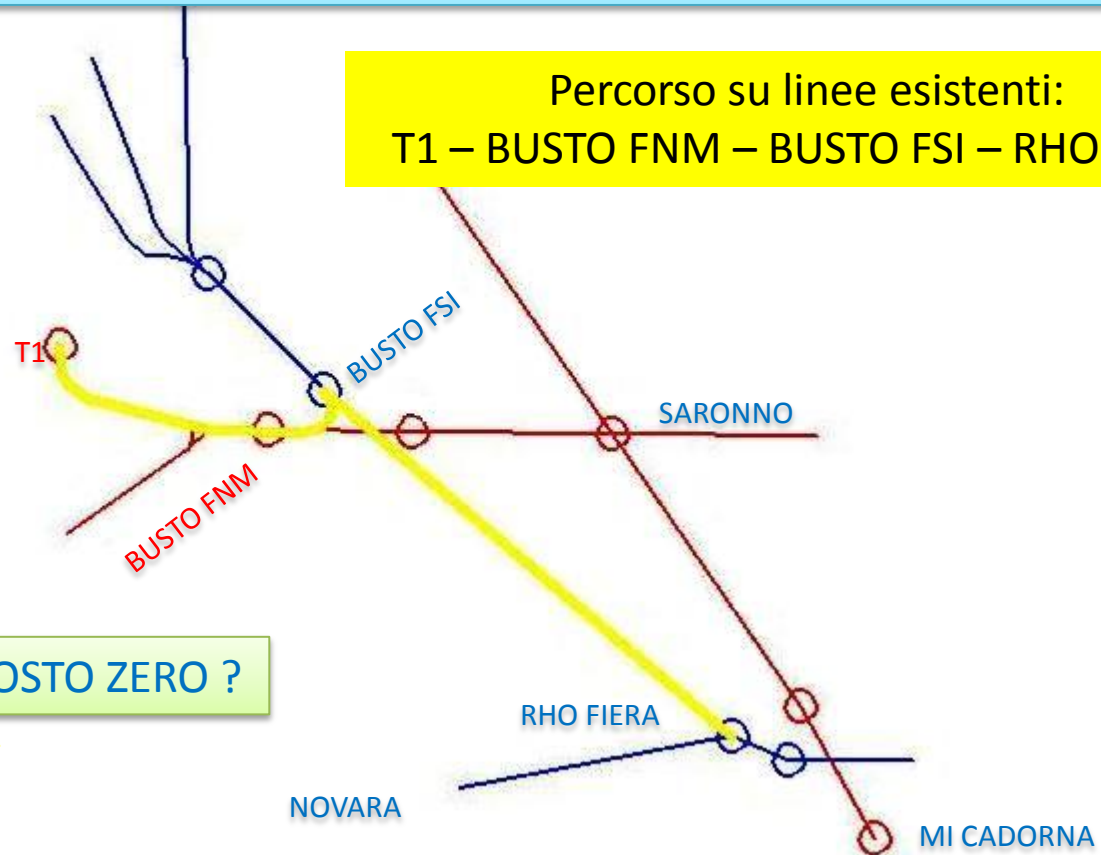 Percorso su linee esistenti:
T1 – BUSTO FNM – BUSTO FSI – RHO
BUSTO FSI
T1
SARONNO
BUSTO FNM
OSTO ZERO ?
RHO FIERA
NOVARA
MI CADORNA